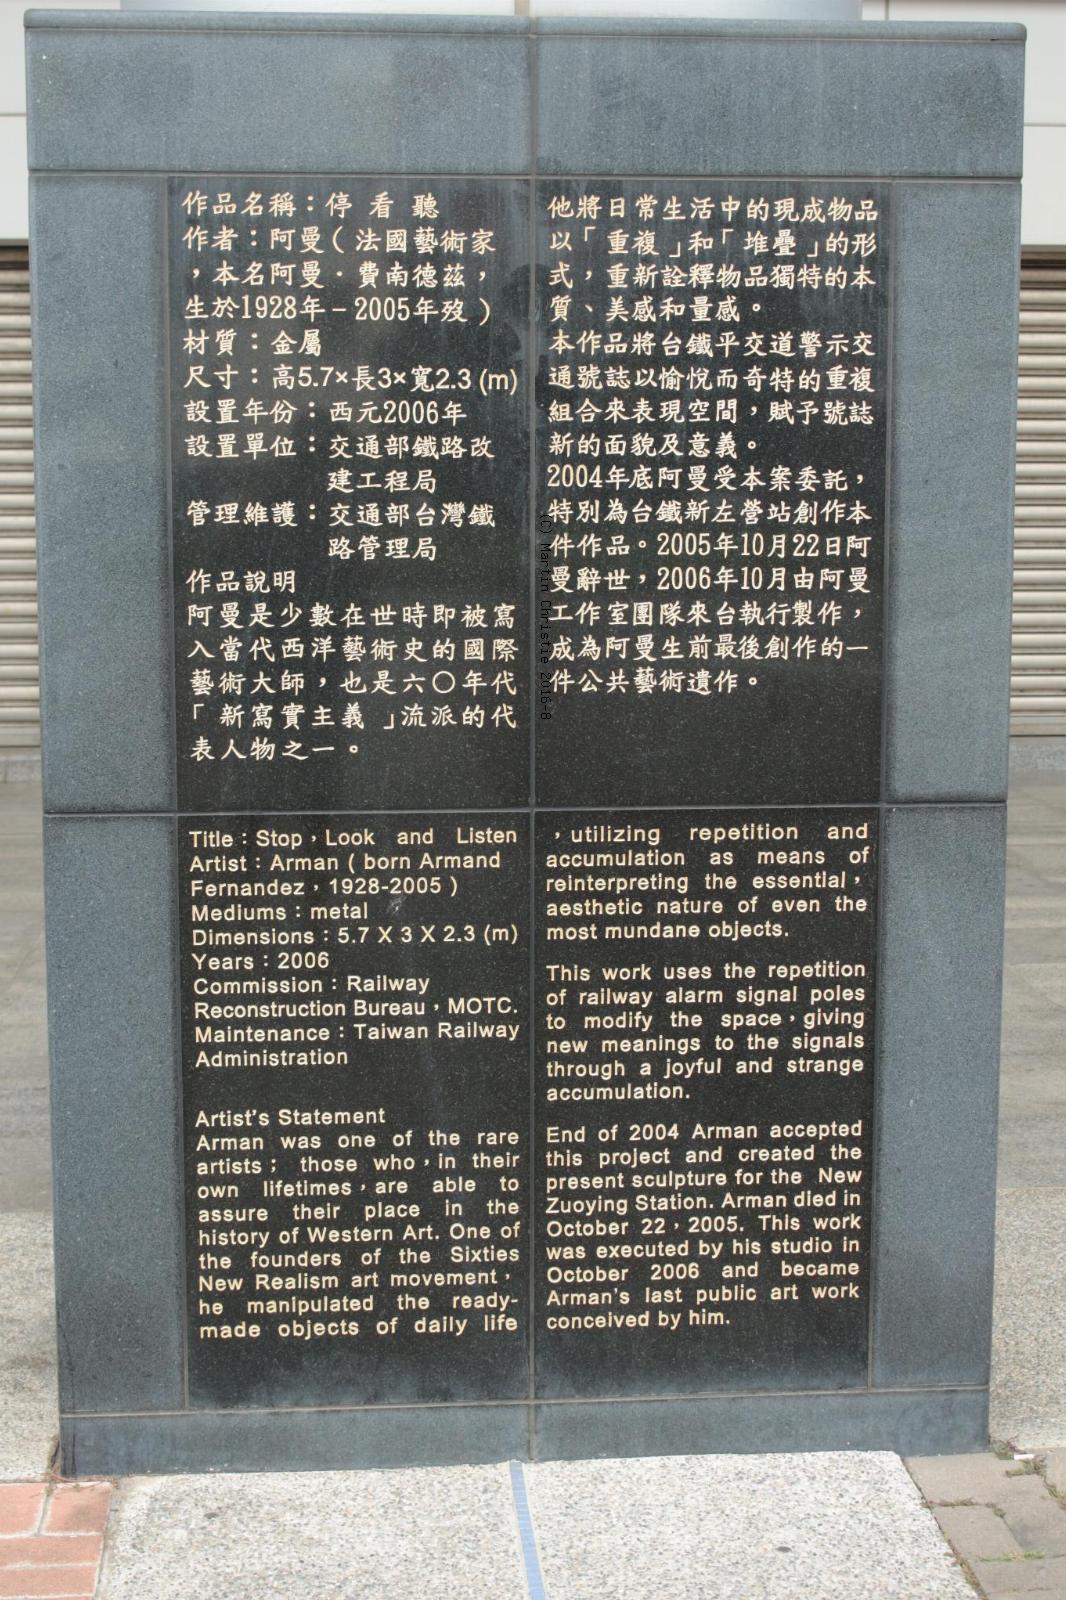 作品名稱：停 看 聽
作者：阿曼（法國藝術家
，本名阿曼．費南德茲，
生於1928年－2005年歿）
材質：金屬
尺寸：高5.7×長3×寬2.3 (m)
設置年份：西元2006年
設置單位：交通部鐵路改
建工程局
管理維護：交通部台灣鐵
路管理局
作品說明
阿曼是少數在世時即被寫
入當代西洋藝術史的國際
藝術大師，也是六〇年代
「新寫實主義」流派的代
表人物之一。
他將日常生活中的現成物品
以「重複」和「堆疊」的形
式，重新詮釋物品獨特的本
質、美感和量感。
本作品將台鐵平交道警示交
通號誌以愉悅而奇特的重複
組合來表現空間，賦予號誌
新的面貌及意義。
2004年底阿曼受本案委託，
特別為台鐵新左營站創作本
件作品。2005年10月22日阿
曼辭世，2006年10月由阿曼
工作室團隊來台執行製作，
成為阿曼生前最後創作的一
件公共藝術遺作。
Title：Stop，Look and Listen
Artist：Arman ( born Armand
Fernandez，1928-2005 )
Mediums：metal
Dimensions：5.7 X 3 X 2.3 (m)
Years：2006
Commission：Railway
Reconstruction Bureau，MOTC.
Maintenance：Taiwan Railway
Administration
Artist's Statement
Arman was one of the rare
artists； those who，in their
own lifetimes，are able to
assure their place in the
history of Western Art. One of
the founders of the Sixties
New Realism art movement，
he manipulated the ready-
made objects of daily life
，utilizing repetition and
accumulation as means of
reinterpreting the essential，
aesthetic nature of even the
most mundane objects.
This work uses the repetition
of railway alarm signal poles
to modify the space，giving
new meanings to the signals
through a joyful and strange
accumulation.
End of 2004 Arman accepted
this project and created the
present sculpture for the New
Zuoying Station. Arman died in
October 22，2005. This work
was executed by his studio in
October 2006 and became
Arman's last public art work
conceived by him.
(C) Martin Christie 2016-8